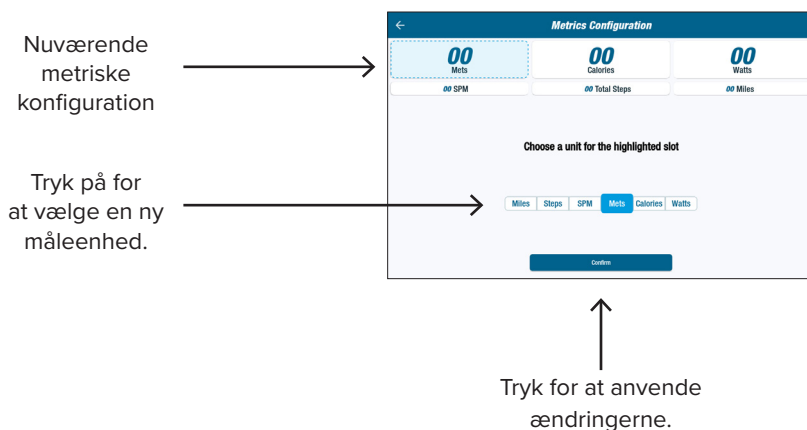 Nuværende
metriske
konfiguration
Metrics Configuration
00 00 00
Mets Calories Watts
00 SPM 00 Total Steps 00 Miles
Choose a unit for the highlighted slot
Tryk på for
at vælge en ny
måleenhed.
Miles Steps SPM Mets Calories Watts
Confirm
Tryk for at anvende
ændringerne.